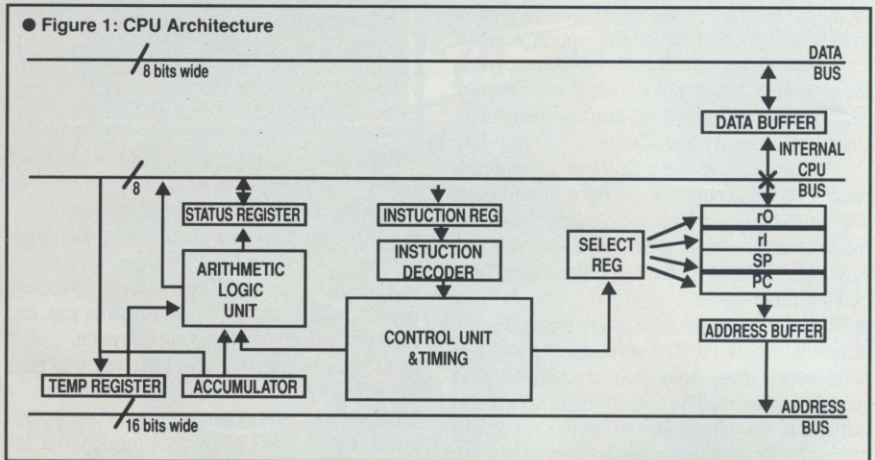 ● Figure 1: CPU Architecture
DATA
BUS
8 bits wide
DATA BUFFER
INTERNAL
CPU
BUS
8
STATUS REGISTER
INSTUCTION REG
rO
rI
SP
PC
SELECT
REG
INSTUCTION
DECODER
ARITHMETIC
LOGIC
UNIT
CONTROL UNIT
&TIMING
ADDRESS BUFFER
TEMP REGISTER
ACCUMULATOR
ADDRESS
BUS
16 bits wide